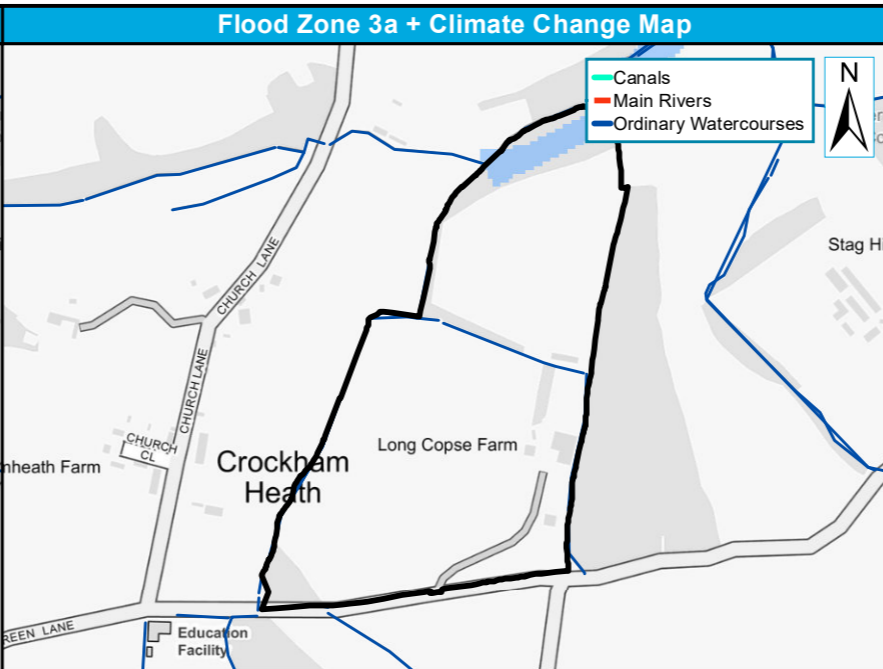 Flood Zone 3a + Climate Change Map
Canals
Main Rivers
Ordinary Watercourses
N
CHURCH LANE
Stag Hi
CHURCH LANE
CHURCH
CL
nheath Farm
Crockham
Heath
Long Copse Farm
REEN LANE
Education
Facility